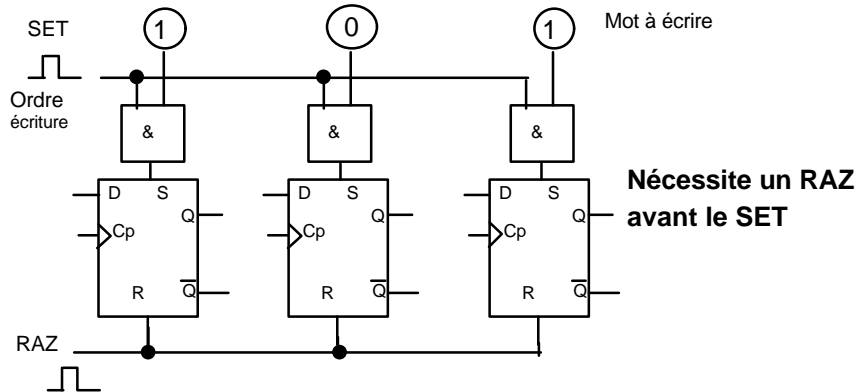 SET
1 0 1 Mot à écrire
Ordre
écriture
& & &
D S D S D S
Nécessite un RAZ
avant le SET
Q Q Q
Cp Cp Cp
R Q̅ R Q̅ R Q̅
RAZ